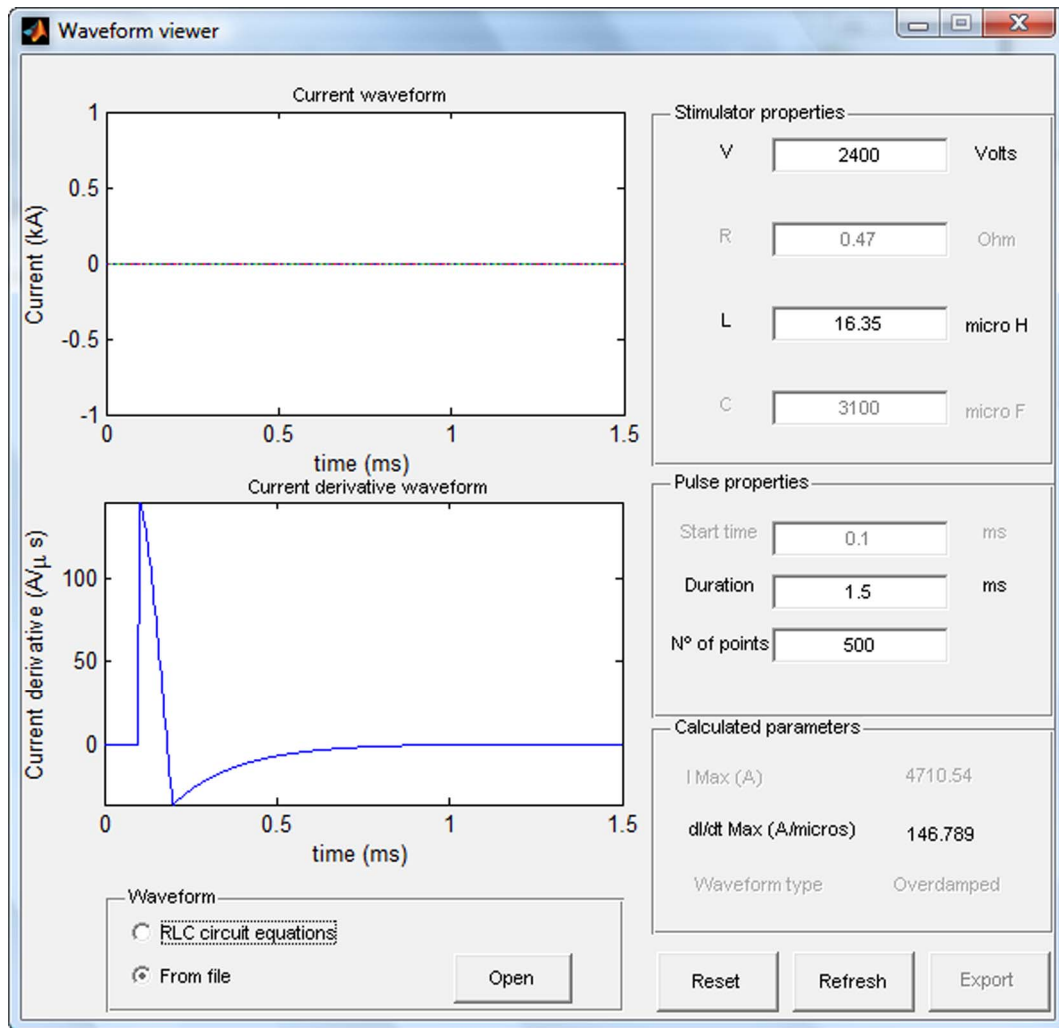 Waveform viewer
Current waveform
Current (kA)
1
0.5
0
-0.5
-1
0 0.5 1 1.5
time (ms)
Current derivative waveform
Current derivative (A/μ s)
100
50
0
0 0.5 1 1.5
time (ms)
Waveform
RLC circuit equations
From file
Open
Stimulator properties
V 2400 Volts
R 0.47 Ohm
L 16.35 micro H
C 3100 micro F
Pulse properties
Start time 0.1 ms
Duration 1.5 ms
Nº of points 500
Calculated parameters
I Max (A) 4710.54
dI/dt Max (A/micros) 146.789
Waveform type Overdamped
Reset Refresh Export